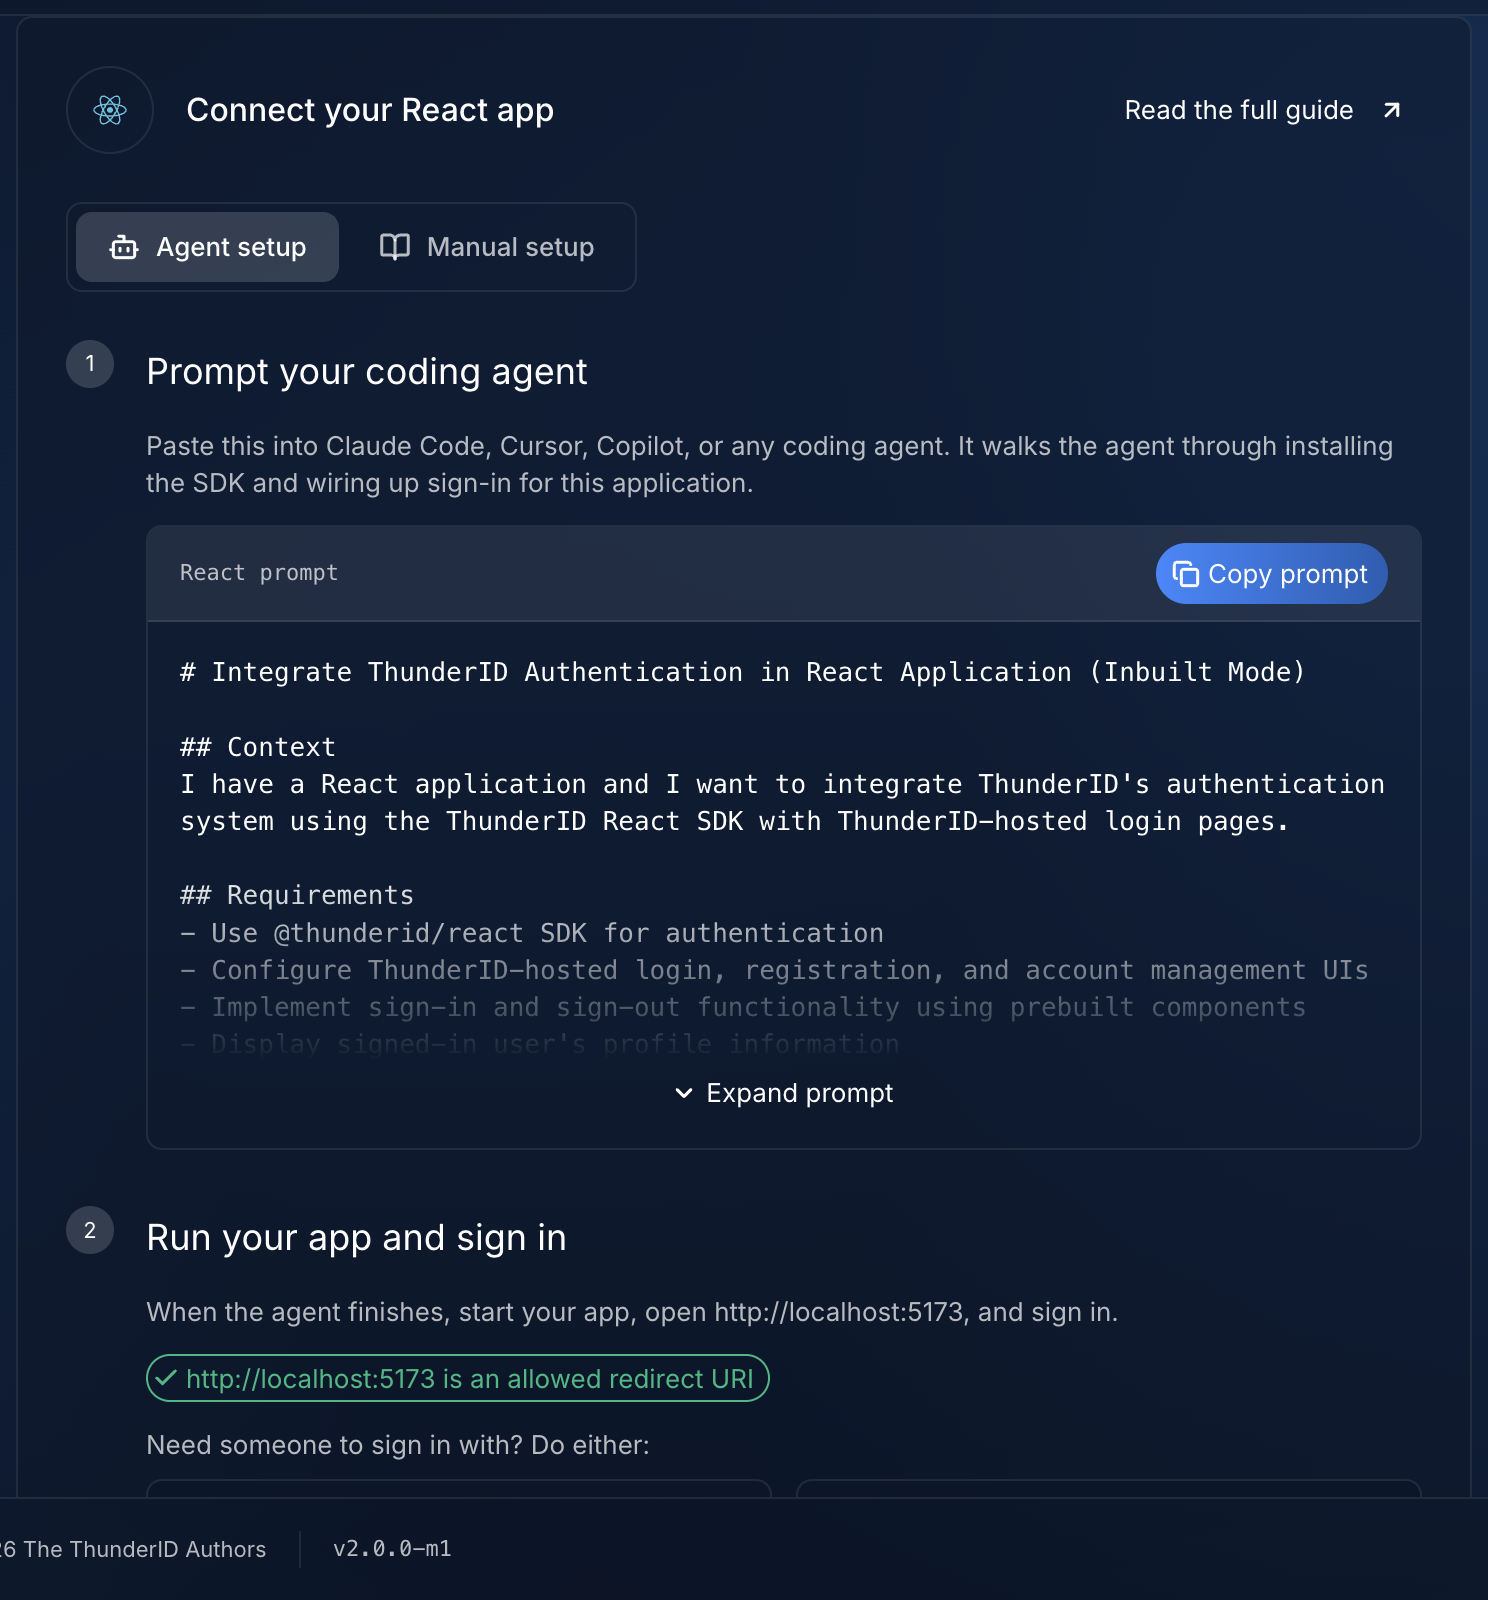 Connect your React app
Read the full guide
Agent setup
Manual setup
1
Prompt your coding agent
Paste this into Claude Code, Cursor, Copilot, or any coding agent. It walks the agent through installing
the SDK and wiring up sign-in for this application.
React prompt
Copy prompt
# Integrate ThunderID Authentication in React Application (Inbuilt Mode)
## Context
I have a React application and I want to integrate ThunderID's authentication
system using the ThunderID React SDK with ThunderID-hosted login pages.
## Requirements
- Use @thunderid/react SDK for authentication
- Configure ThunderID-hosted login, registration, and account management UIs
- Implement sign-in and sign-out functionality using prebuilt components
- Display signed-in user's profile information
Expand prompt
2
Run your app and sign in
When the agent finishes, start your app, open http://localhost:5173, and sign in.
http://localhost:5173 is an allowed redirect URI
Need someone to sign in with? Do either:
26 The ThunderID Authors
v2.0.0-m1